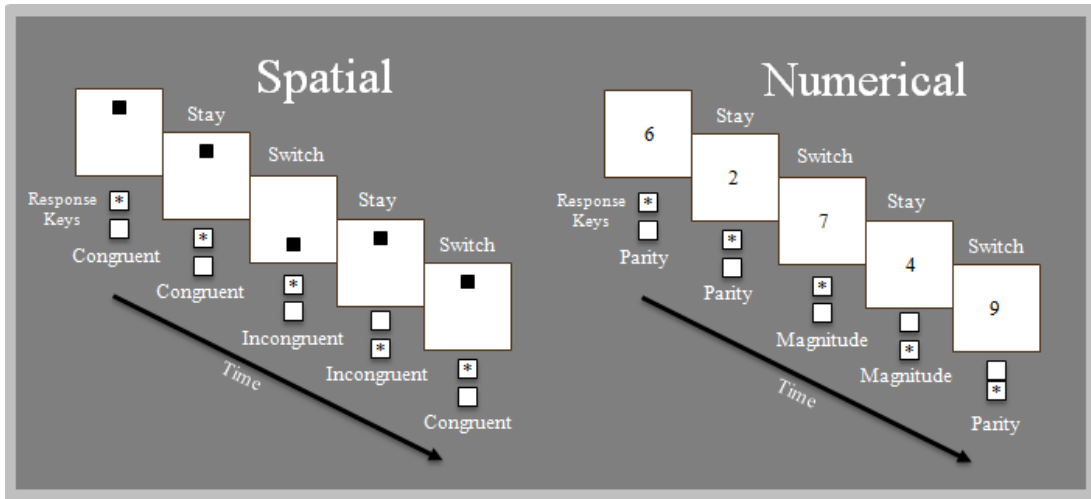 Spatial
Stay
Switch
Stay
Switch
Response
Keys
*
Congruent
*
Congruent
*
Incongruent
*
Incongruent
*
Congruent
Time
Numerical
6
Stay
2
Switch
7
Stay
4
Switch
9
Response
Keys
*
Parity
*
Parity
*
Magnitude
*
Magnitude
*
Parity
Time